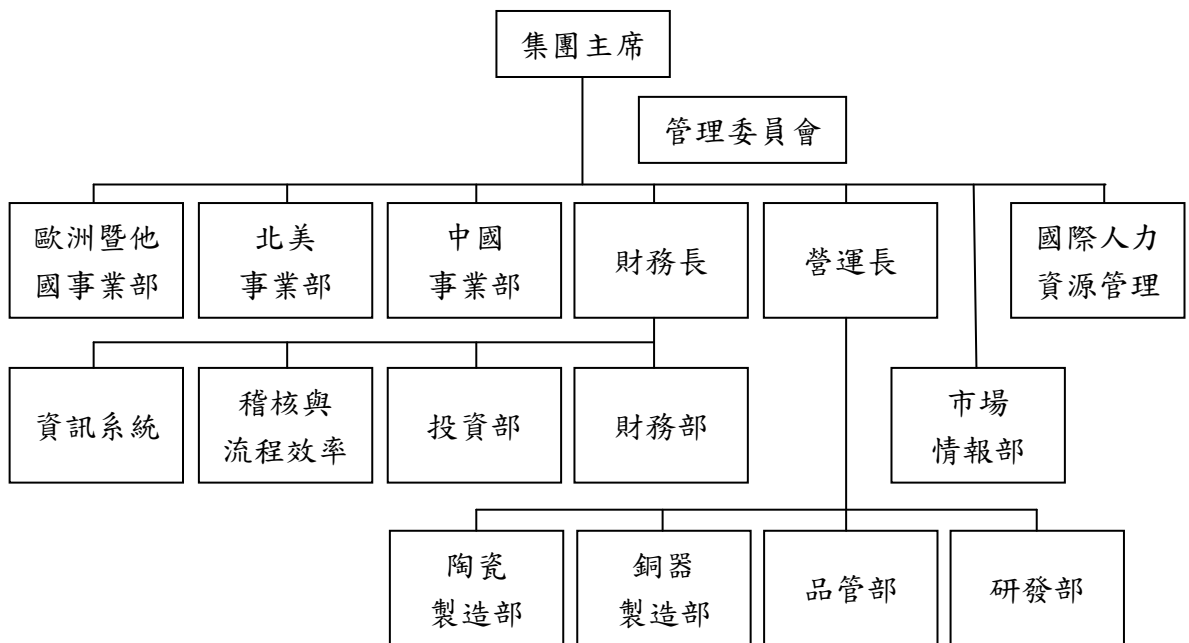 集團主席
管理委員會
歐洲暨他
國事業部
北美
事業部
中國
事業部
財務長
營運長
國際人力
資源管理
資訊系統
稽核與
流程效率
投資部
財務部
市場
情報部
陶瓷
製造部
銅器
製造部
品管部
研發部